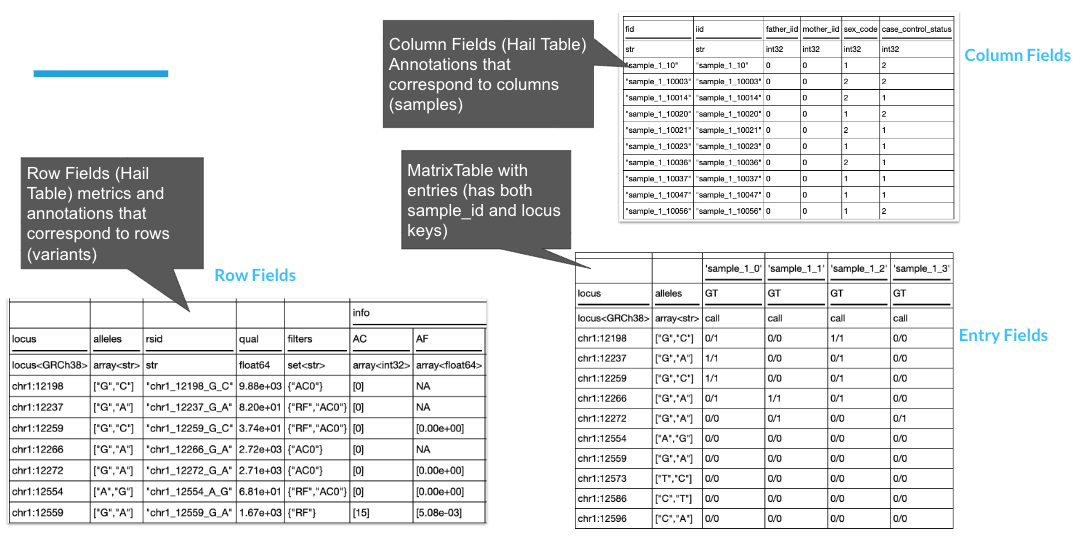 Column Fields (Hail Table)
Annotations that
correspond to columns
(samples)
fid iid father_iid mother_iid sex_code case_control_status
str str int32 int32 int32 int32
"sample_1_10" "sample_1_10" 0 0 1 2
"sample_1_10003" "sample_1_10003" 0 0 2 2
"sample_1_10014" "sample_1_10014" 0 0 2 1
"sample_1_10020" "sample_1_10020" 0 0 1 2
"sample_1_10021" "sample_1_10021" 0 0 2 1
"sample_1_10023" "sample_1_10023" 0 0 1 1
"sample_1_10036" "sample_1_10036" 0 0 2 1
"sample_1_10037" "sample_1_10037" 0 0 1 1
"sample_1_10047" "sample_1_10047" 0 0 1 1
"sample_1_10056" "sample_1_10056" 0 0 1 2
Column Fields
Row Fields (Hail
Table) metrics and
annotations that
correspond to rows
(variants)
Row Fields
info
locus alleles rsid qual filters AC AF
locus<GRCh38> array<str> str float64 set<str> array<int32> array<float64>
chr1:12198 ["G","C"] "chr1_12198_G_C" 9.88e+03 {"AC0"} [0] NA
chr1:12237 ["G","A"] "chr1_12237_G_A" 8.20e+01 {"RF","AC0"} [0] NA
chr1:12259 ["G","C"] "chr1_12259_G_C" 3.74e+01 {"RF","AC0"} [0] [0.00e+00]
chr1:12266 ["G","A"] "chr1_12266_G_A" 2.72e+03 {"AC0"} [0] NA
chr1:12272 ["G","A"] "chr1_12272_G_A" 2.71e+03 {"AC0"} [0] [0.00e+00]
chr1:12554 ["A","G"] "chr1_12554_A_G" 6.81e+01 {"RF","AC0"} [0] [0.00e+00]
chr1:12559 ["G","A"] "chr1_12559_G_A" 1.67e+03 {"RF"} [15] [5.08e-03]
MatrixTable with
entries (has both
sample_id and locus
keys)
'sample_1_0' 'sample_1_1' 'sample_1_2' 'sample_1_3'
locus alleles GT GT GT GT
locus<GRCh38> array<str> call call call call
chr1:12198 ["G","C"] 0/1 0/0 1/1 0/0
chr1:12237 ["G","A"] 1/1 0/0 0/1 0/0
chr1:12259 ["G","C"] 1/1 0/0 0/1 0/0
chr1:12266 ["G","A"] 0/1 1/1 0/1 0/0
chr1:12272 ["G","A"] 0/0 0/1 0/0 0/1
chr1:12554 ["A","G"] 0/0 0/0 0/0 0/0
chr1:12559 ["G","A"] 0/0 0/0 0/0 0/0
chr1:12573 ["T","C"] 0/0 0/0 0/0 0/0
chr1:12586 ["C","T"] 0/0 0/0 0/0 0/0
chr1:12596 ["C","A"] 0/0 0/0 0/0 0/0
Entry Fields